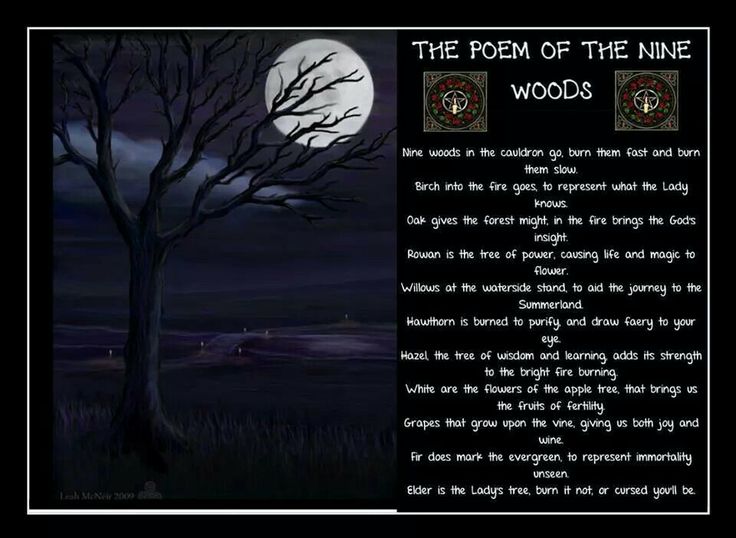 THE POEM OF THE NINE
WOODS
Nine woods in the cauldron go, burn them fast and burn
them slow.
Birch into the fire goes, to represent what the Lady
knows.
Oak gives the forest might, in the fire brings the God's
insight.
Rowan is the tree of power, causing life and magic to
flower.
Willows at the waterside stand, to aid the journey to the
Summerland.
Hawthorn is burned to purify, and draw faery to your
eye.
Hazel, the tree of wisdom and learning, adds its strength
to the bright fire burning.
White are the flowers of the apple tree, that brings us
the fruits of fertility.
Grapes that grow upon the vine, giving us both joy and
wine.
Fir does mark the evergreen, to represent immortality
unseen.
Elder is the Lady's tree, burn it not, or cursed you'll be.
Leah McNeir 2009